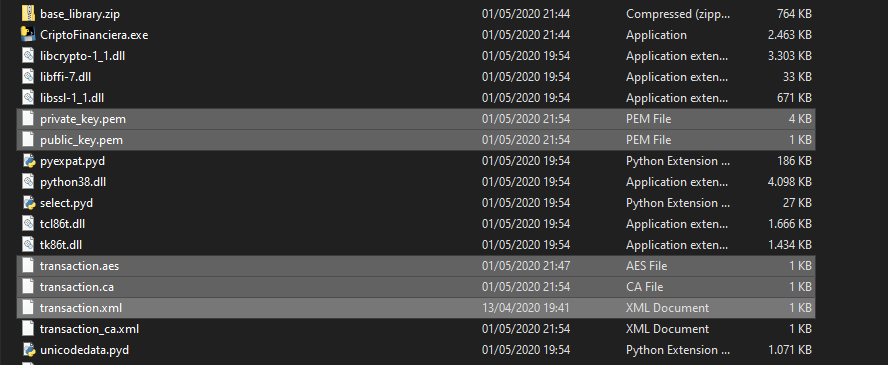 base_library.zip 01/05/2020 21:44 Compressed (zipp... 764 KB
CriptoFinanciera.exe 01/05/2020 21:44 Application 2.463 KB
libcrypto-1_1.dll 01/05/2020 19:54 Application exten... 3.303 KB
libffi-7.dll 01/05/2020 19:54 Application exten... 33 KB
libssl-1_1.dll 01/05/2020 19:54 Application exten... 671 KB
private_key.pem 01/05/2020 21:54 PEM File 4 KB
public_key.pem 01/05/2020 21:54 PEM File 1 KB
pyexpat.pyd 01/05/2020 19:54 Python Extension ... 186 KB
python38.dll 01/05/2020 19:54 Application exten... 4.098 KB
select.pyd 01/05/2020 19:54 Python Extension ... 27 KB
tcl86t.dll 01/05/2020 19:54 Application exten... 1.666 KB
tk86t.dll 01/05/2020 19:54 Application exten... 1.434 KB
transaction.aes 01/05/2020 21:47 AES File 1 KB
transaction.ca 01/05/2020 21:54 CA File 1 KB
transaction.xml 13/04/2020 19:41 XML Document 1 KB
transaction_ca.xml 01/05/2020 21:54 XML Document 1 KB
unicodedata.pyd 01/05/2020 19:54 Python Extension ... 1.071 KB